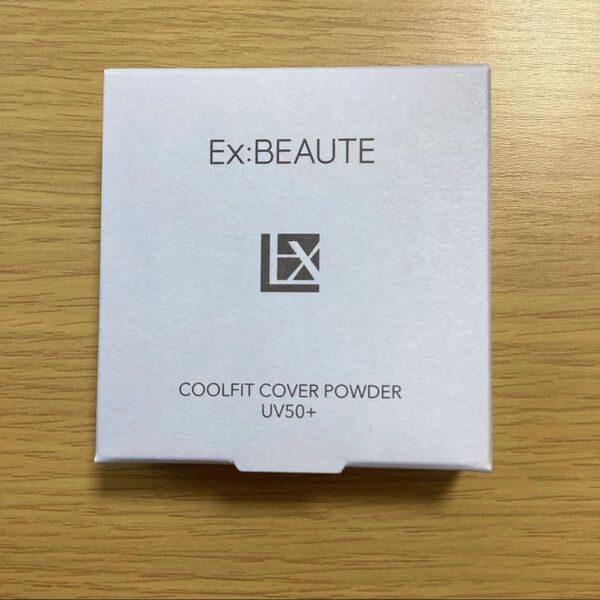 Ex:BEAUTE
EX
COOLFIT COVER POWDER
UV50+